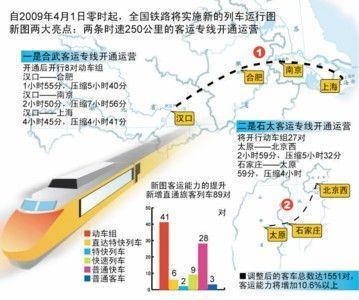 自2009年4月1日零时起，全国铁路将实施新的列车运行图
新图两大亮点：两条时速250公里的客运专线开通运营
一是合武客运专线开通运营
开通后开行8对动车组
汉口——合肥
1小时55分，压缩5小时40分
汉口——南京
2小时50分，压缩7小时56分
汉口——上海
4小时45分，压缩4小时41分
1
合肥
南京
上海
汉口
二是石太客运专线开通运营
将开行动车组27对
太原——北京西
2小时59分，压缩5小时32分
太原——石家庄
59分，压缩4小时
北京西
2
石家庄
太原
新图客运能力的提升
新增直通旅客列车89对
对
动车组
直达特快列车
特快列车
快速列车
普通快车
普通客车
41
6
2
9
28
3
■调整后的客车总数达1551对，
客运能力将增加10.6%以上